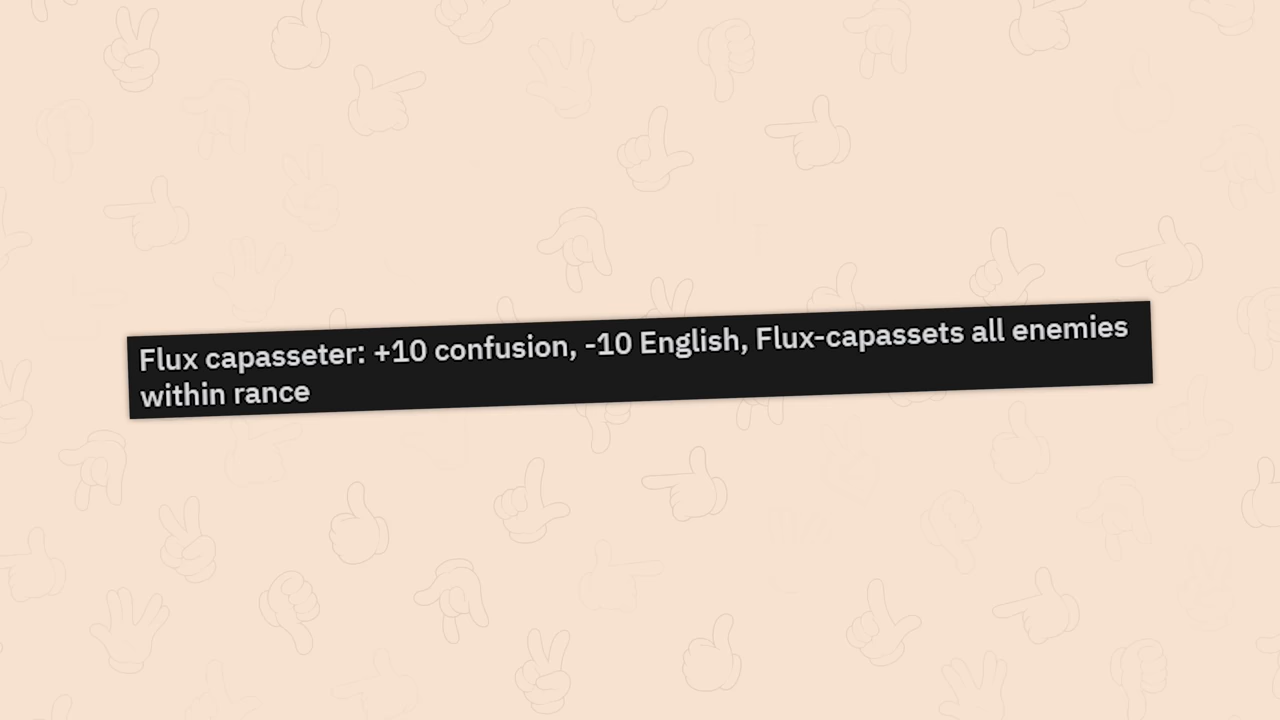 Flux capasseter: +10 confusion, -10 English, Flux-capassets all enemies
within rance